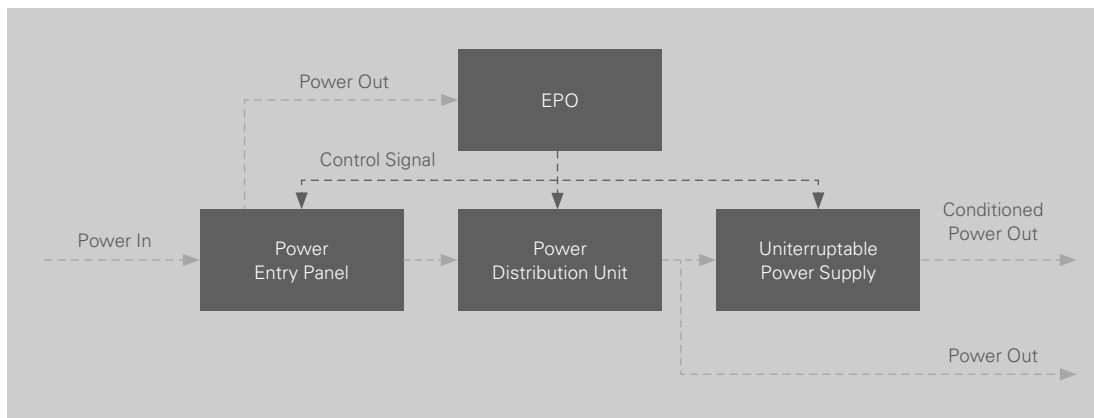 Power Out
EPO
Control Signal
Power In
Power
Entry Panel
Power
Distribution Unit
Uniterruptable
Power Supply
Conditioned
Power Out
Power Out